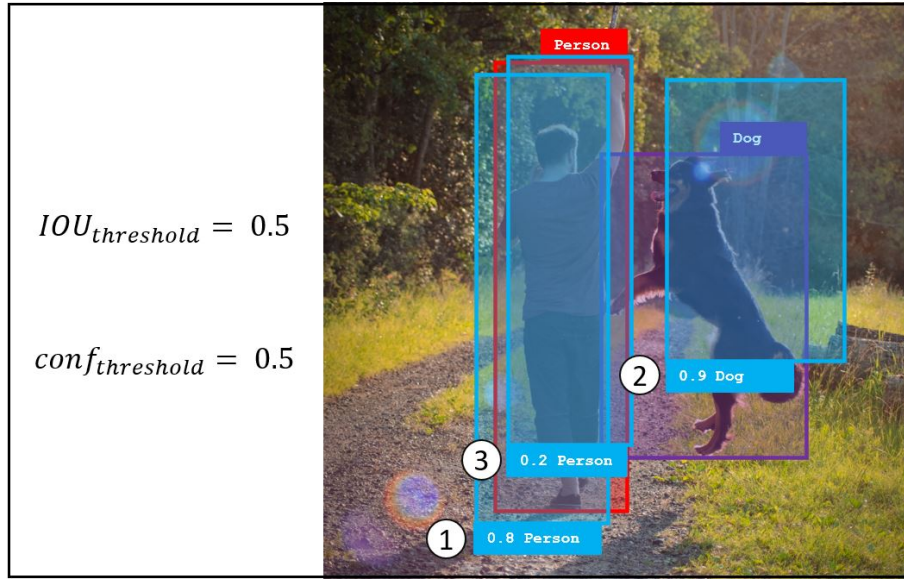 IOU_threshold = 0.5
conf_threshold = 0.5
Person
Dog
2
0.9 Dog
3
0.2 Person
1
0.8 Person